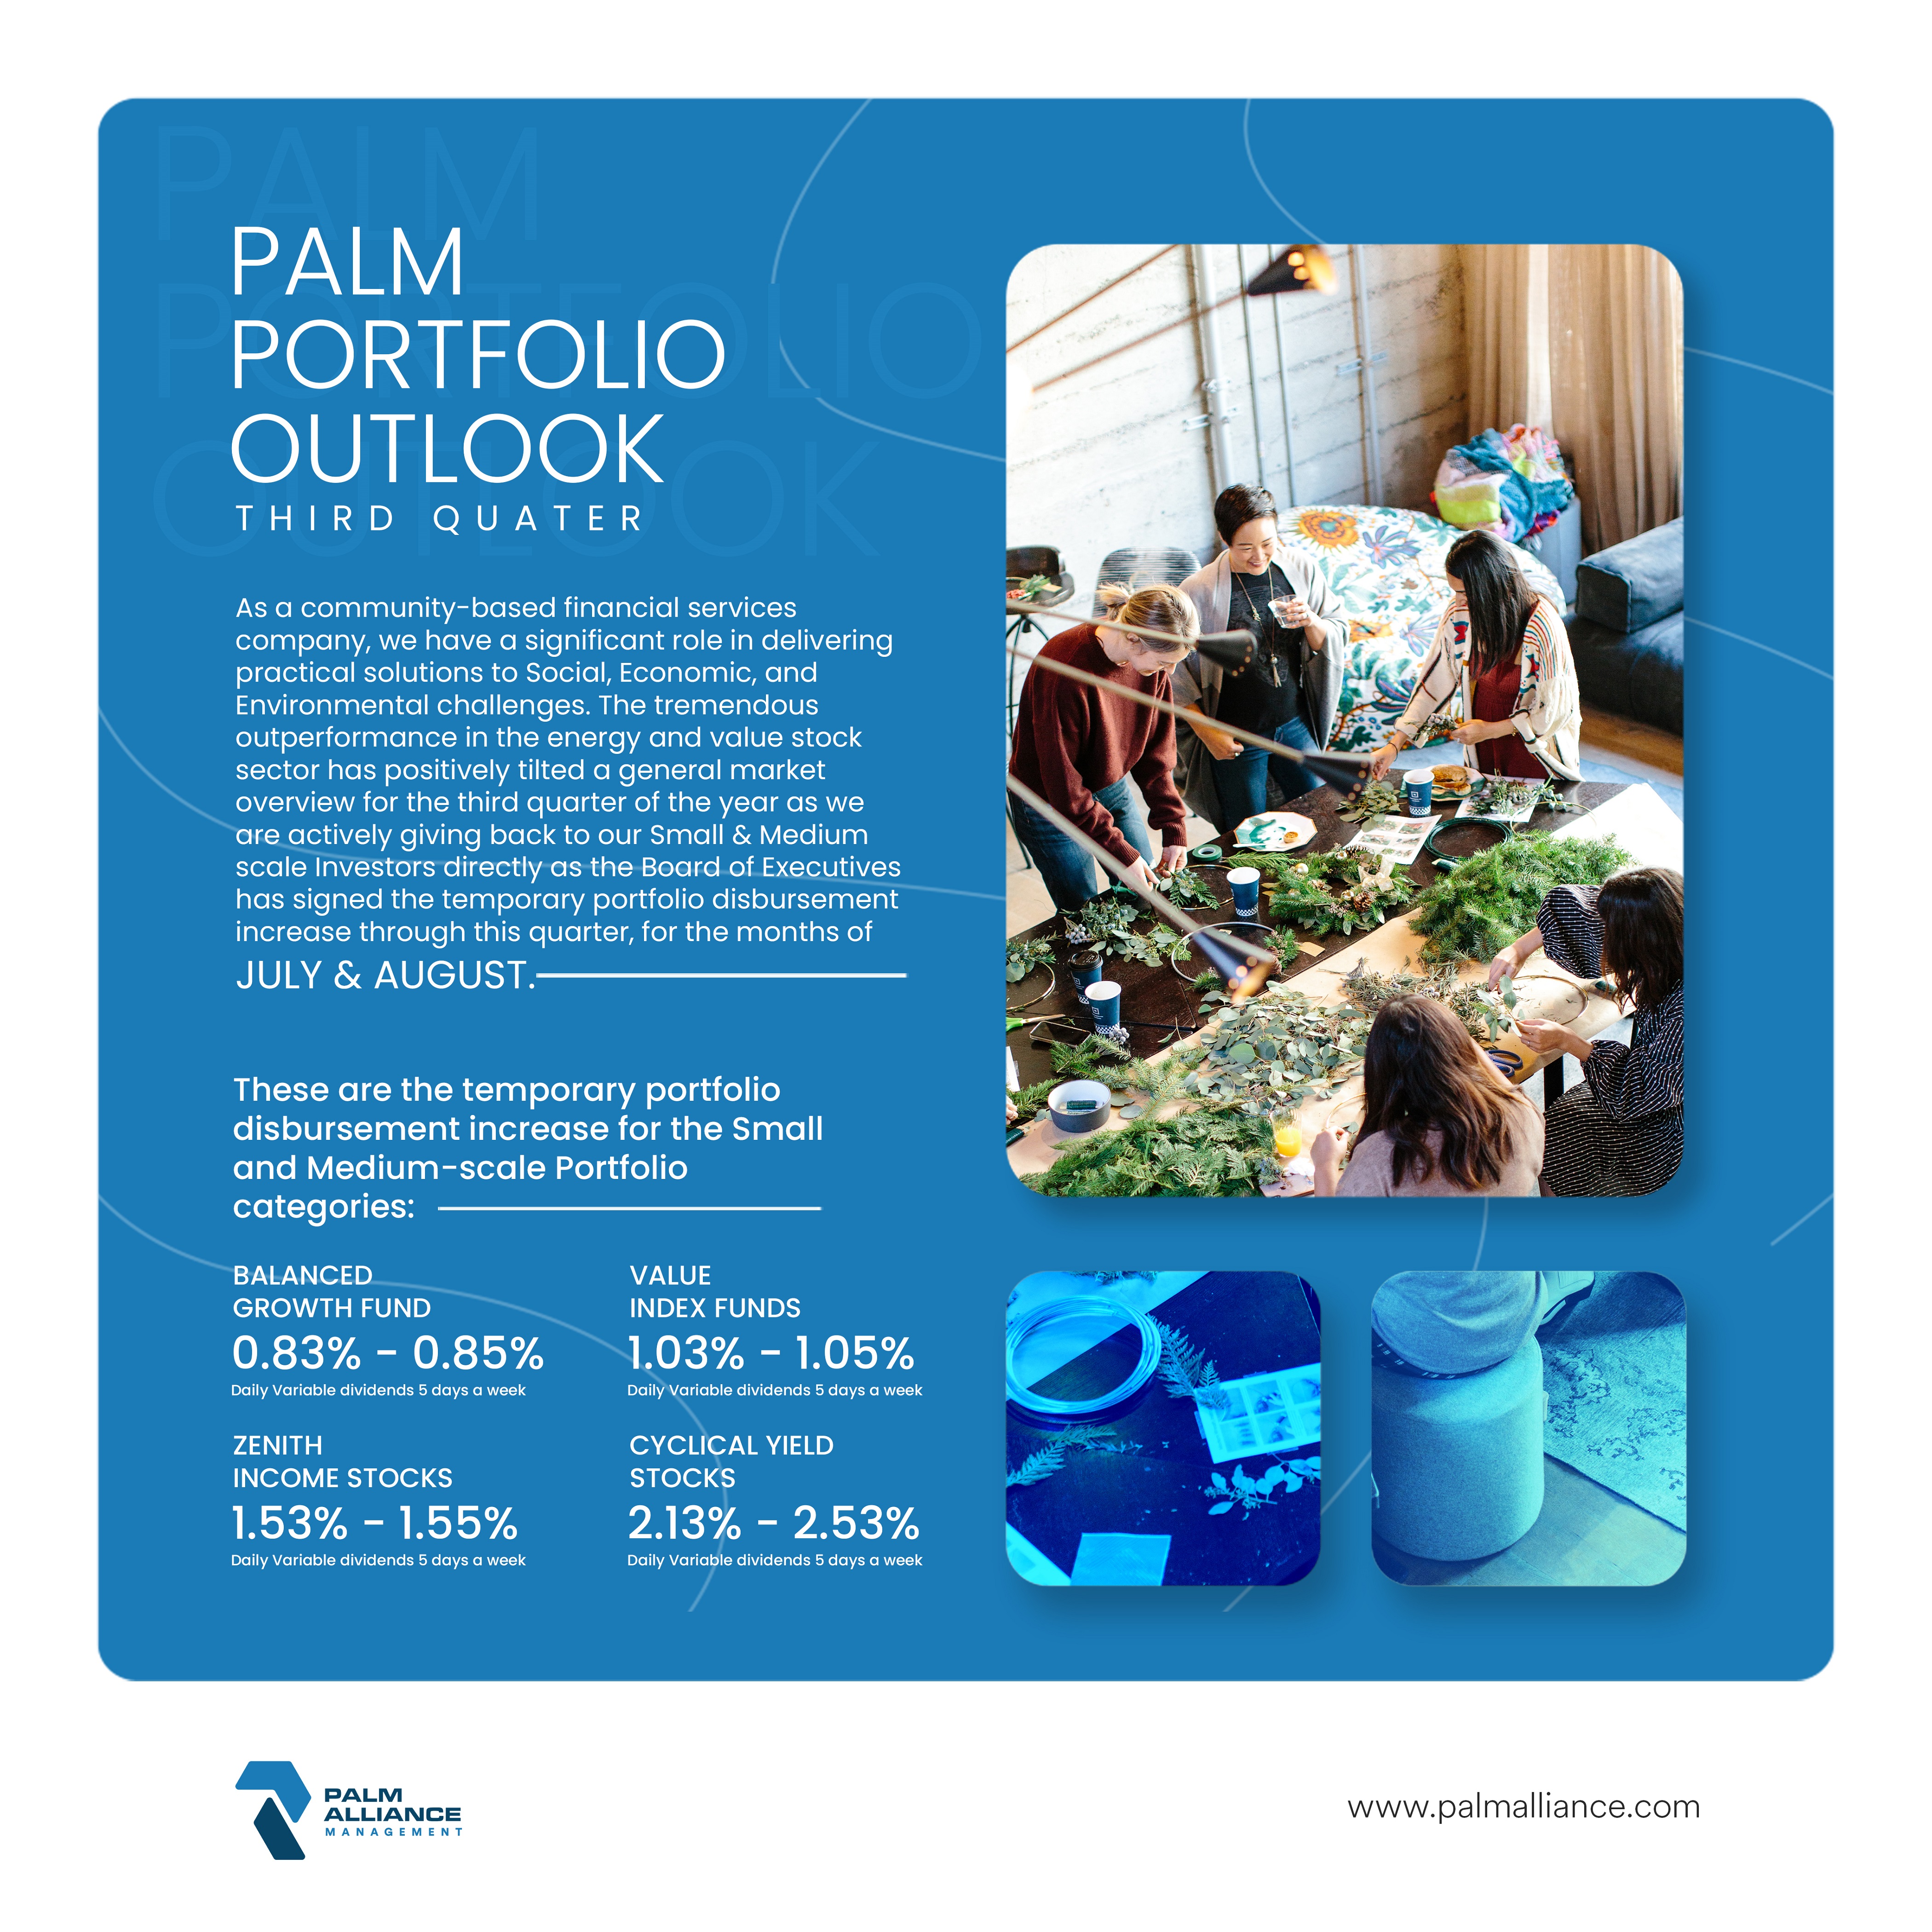 PALM
PORTFOLIO
OUTLOOK
THIRD QUATER
As a community-based financial services
company, we have a significant role in delivering
practical solutions to Social, Economic, and
Environmental challenges. The tremendous
outperformance in the energy and value stock
sector has positively tilted a general market
overview for the third quarter of the year as we
are actively giving back to our Small & Medium
scale Investors directly as the Board of Executives
has signed the temporary portfolio disbursement
increase through this quarter, for the months of
JULY & AUGUST.
These are the temporary portfolio
disbursement increase for the Small
and Medium-scale Portfolio
categories:
BALANCED
GROWTH FUND
0.83% - 0.85%
Daily Variable dividends 5 days a week
VALUE
INDEX FUNDS
1.03% - 1.05%
Daily Variable dividends 5 days a week
ZENITH
INCOME STOCKS
1.53% - 1.55%
Daily Variable dividends 5 days a week
CYCLICAL YIELD
STOCKS
2.13% - 2.53%
Daily Variable dividends 5 days a week
PALM
ALLIANCE
MANAGEMENT
www.palmalliance.com